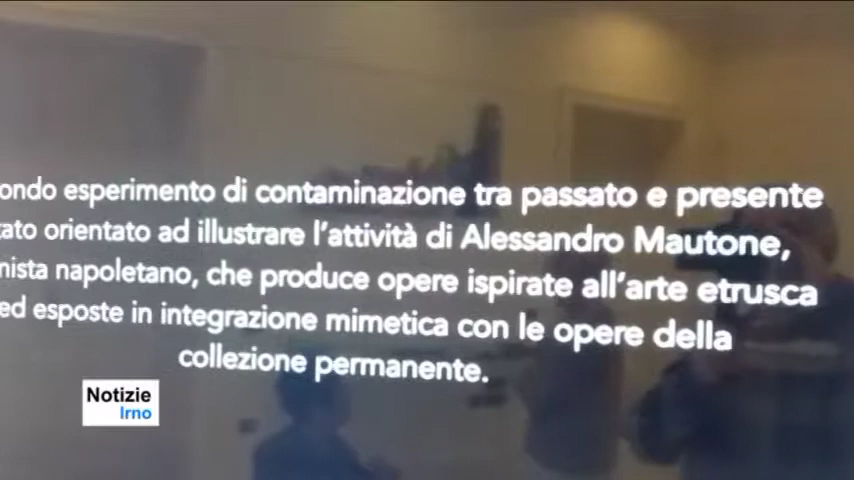 ondo esperimento di contaminazione tra passato e presente
tato orientato ad illustrare l'attività di Alessandro Mautone,
nista napoletano, che produce opere ispirate all'arte etrusca
ed esposte in integrazione mimetica con le opere della
collezione permanente.
Notizie
Irno